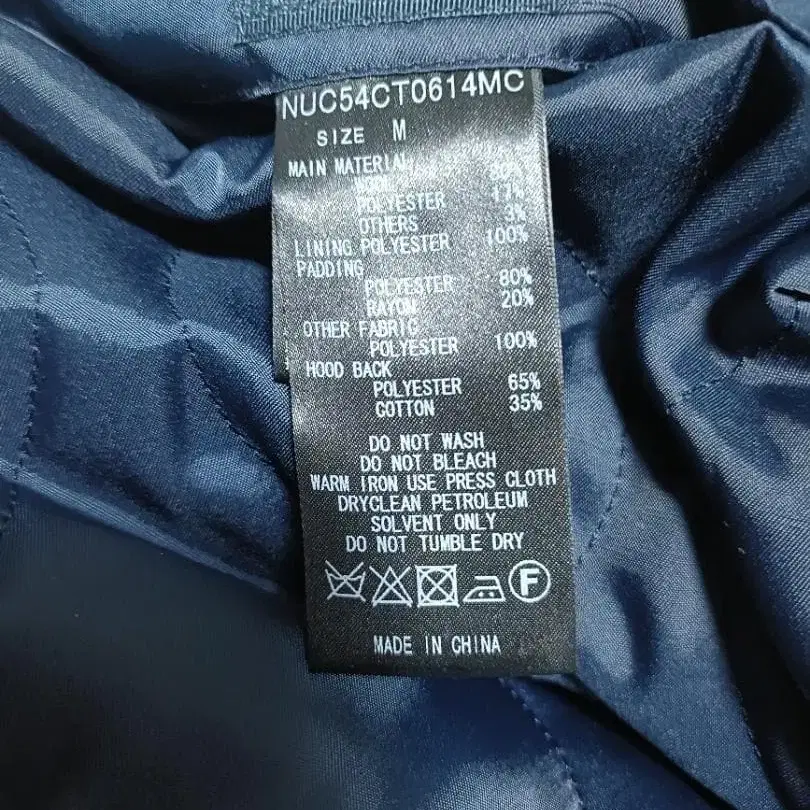 NUC54CT0614MC
SIZE M
MAIN MATERIAL
WOOL 80%
POLYESTER 17%
OTHERS 3%
LINING POLYESTER 100%
PADDING
POLYESTER 80%
RAYON 20%
OTHER FABRIC
POLYESTER 100%
HOOD BACK
POLYESTER 65%
COTTON 35%
DO NOT WASH
DO NOT BLEACH
WARM IRON USE PRESS CLOTH
DRYCLEAN PETROLEUM
SOLVENT ONLY
DO NOT TUMBLE DRY
F
MADE IN CHINA